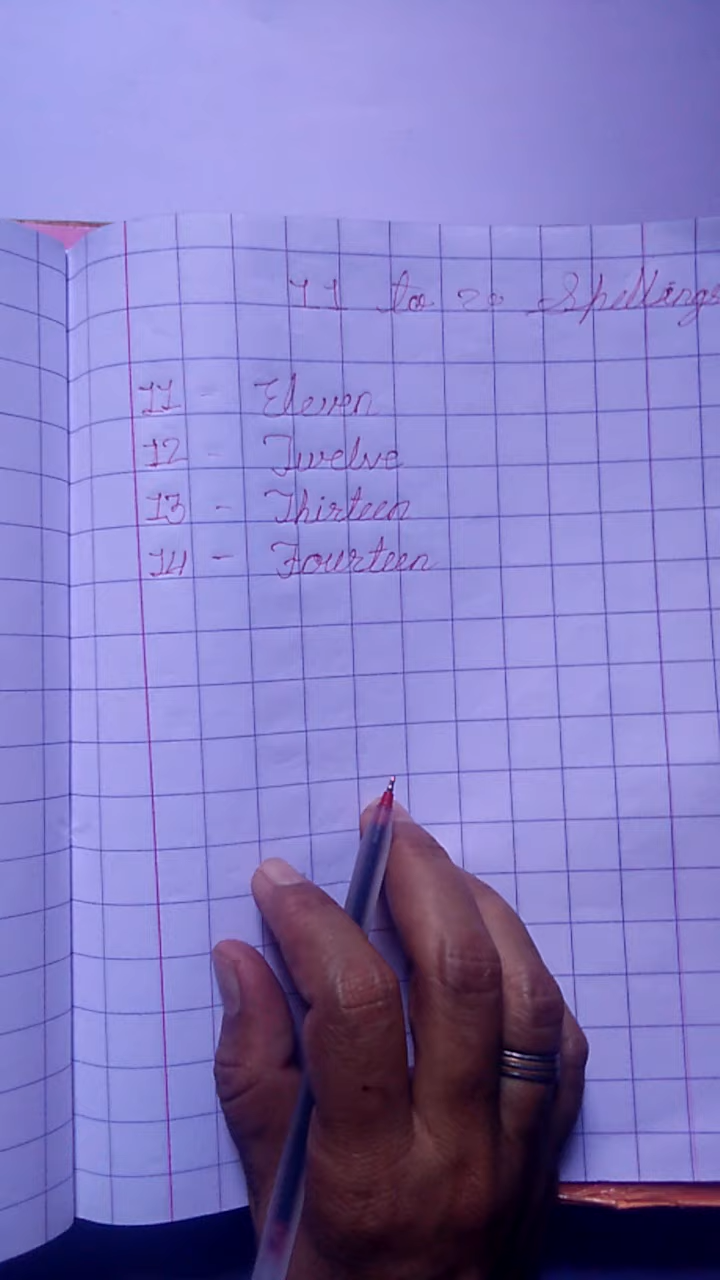 11 to 20 Spellings
11 - Eleven
12 - Twelve
13 - Thirteen
14 - Fourteen